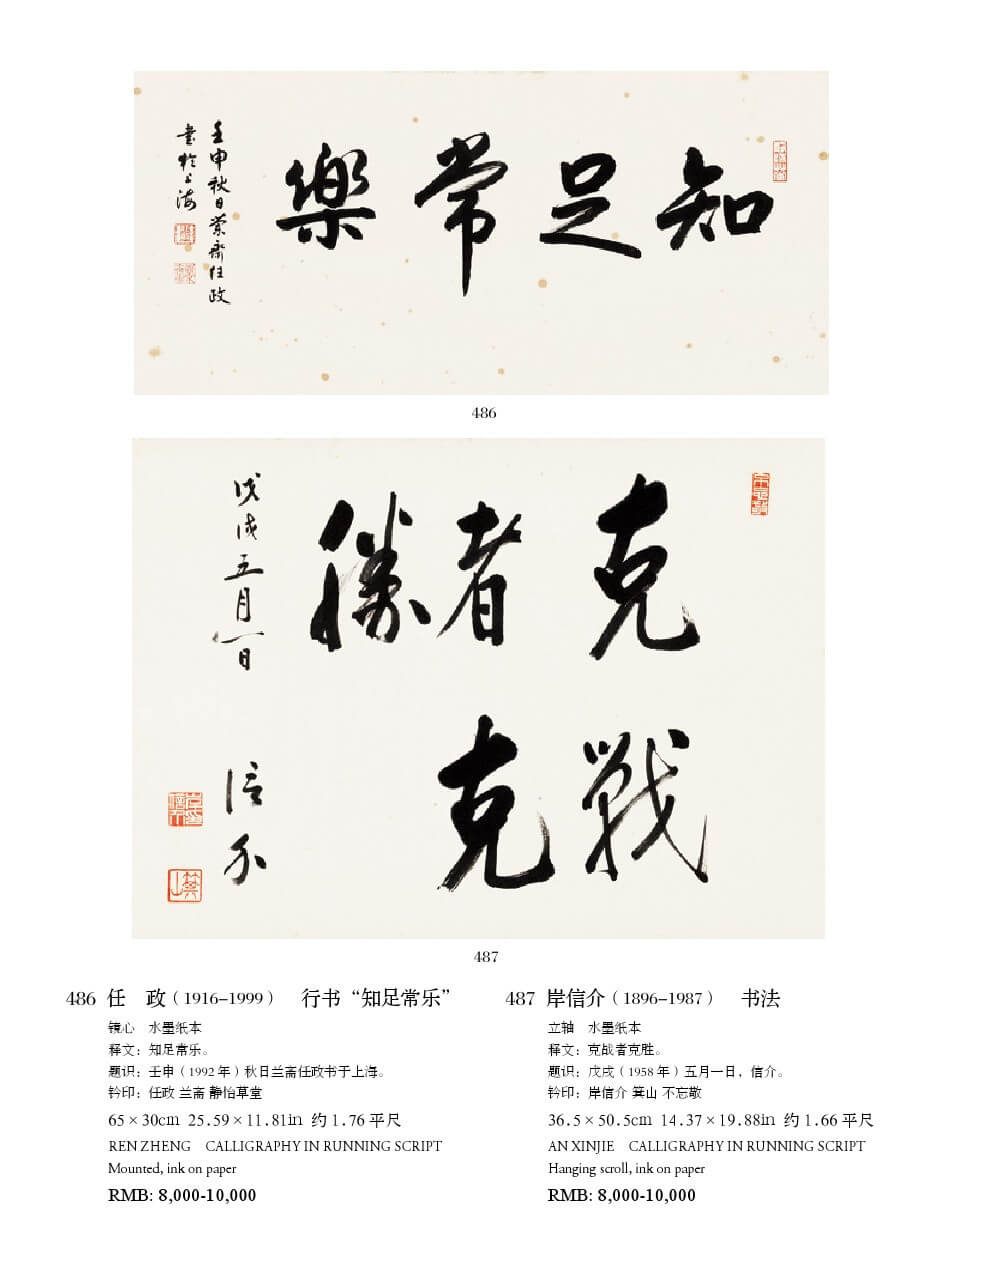 知足常樂
壬申秋日蘭齋任政
書於上海
486
克戰
者克
勝
戊戌五月一日 信介
487
486 任 政（1916-1999） 行书“知足常乐”
镜心 水墨纸本
释文：知足常乐。
题识：壬申（1992 年）秋日兰斋任政书于上海。
钤印：任政 兰斋 静怡草堂
65 × 30cm 25.59 × 11.81in 约 1.76 平尺
REN ZHENG CALLIGRAPHY IN RUNNING SCRIPT
Mounted, ink on paper
RMB: 8,000-10,000
487 岸信介（1896-1987） 书法
立轴 水墨纸本
释文：克战者克胜。
题识：戊戌（1958 年）五月一日，信介。
钤印：岸信介 箕山 不忘敬
36.5 × 50.5cm 14.37 × 19.88in 约 1.66 平尺
AN XINJIE CALLIGRAPHY IN RUNNING SCRIPT
Hanging scroll, ink on paper
RMB: 8,000-10,000